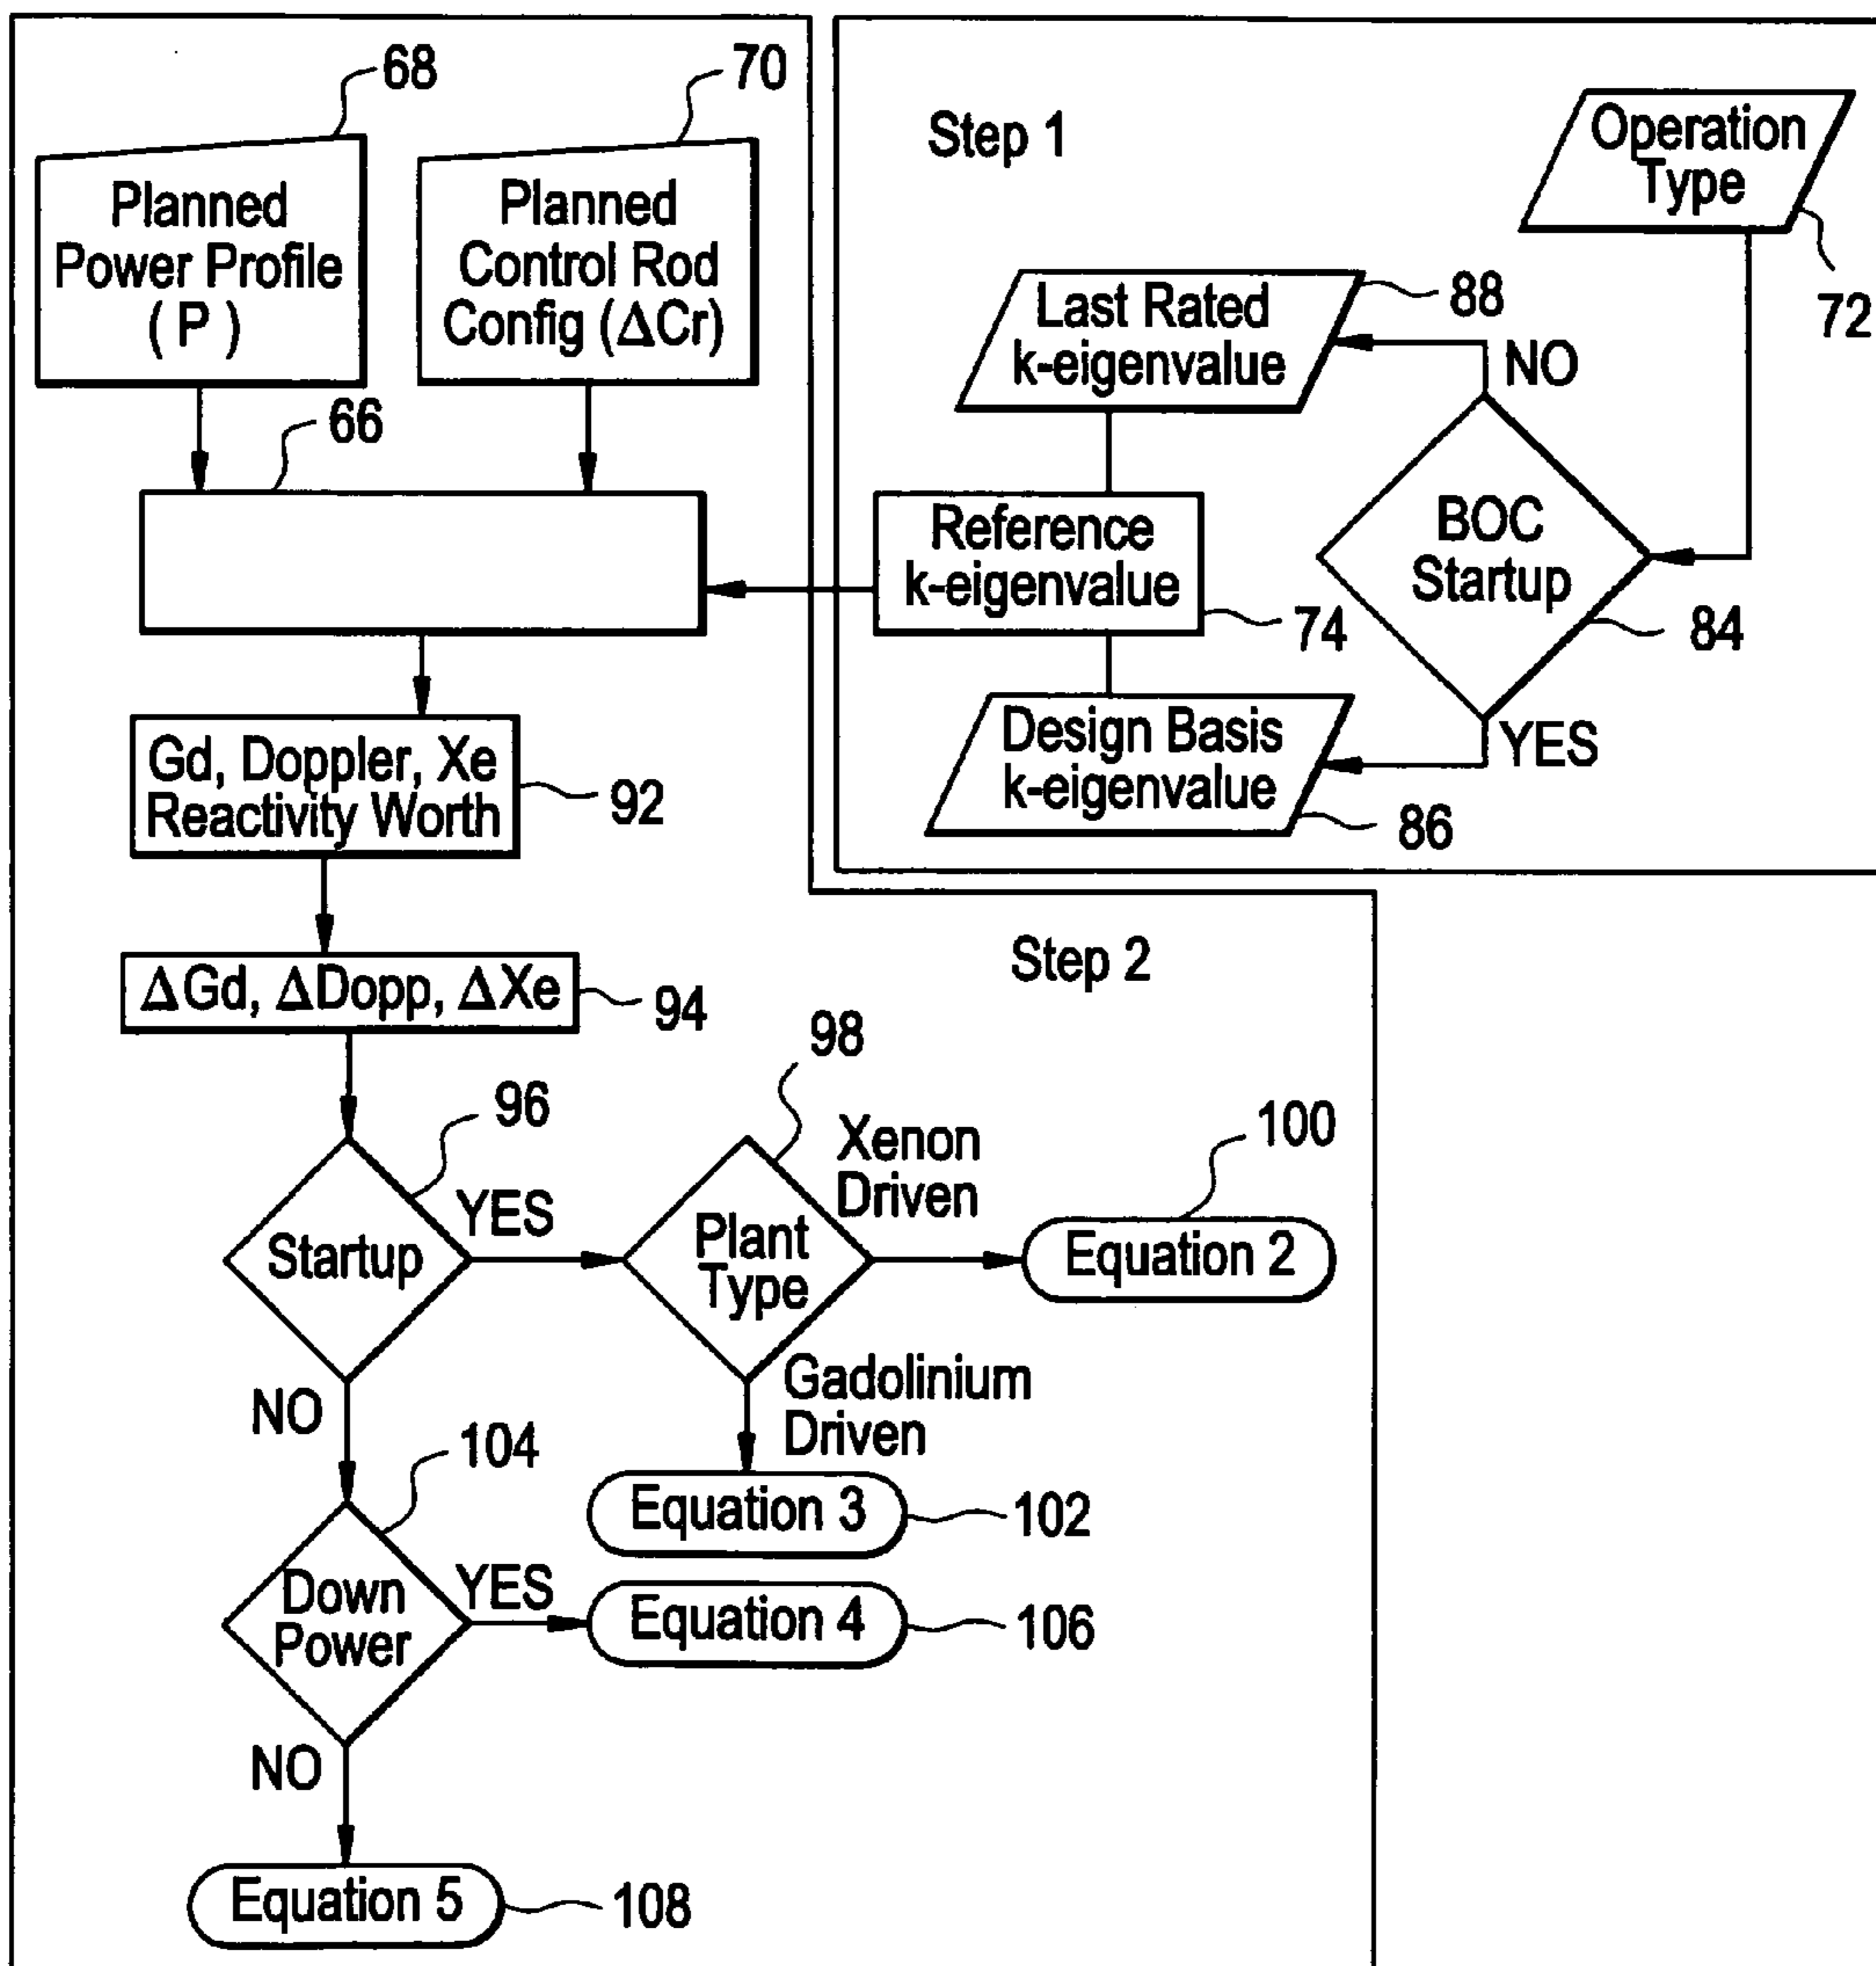 68
Planned
Power Profile
( P )
70
Planned
Control Rod
Config (ΔCr)
66
Step 1
Operation
Type
72
Last Rated
k-eigenvalue
88
NO
BOC
Startup
84
YES
Reference
k-eigenvalue
74
Design Basis
k-eigenvalue
86
Gd, Doppler, Xe
Reactivity Worth
92
Step 2
ΔGd, ΔDopp, ΔXe
94
96
Startup
YES
98
Plant
Type
Xenon
Driven
100
Equation 2
Gadolinium
Driven
Equation 3
102
NO
104
Down
Power
YES
Equation 4
106
NO
Equation 5
108